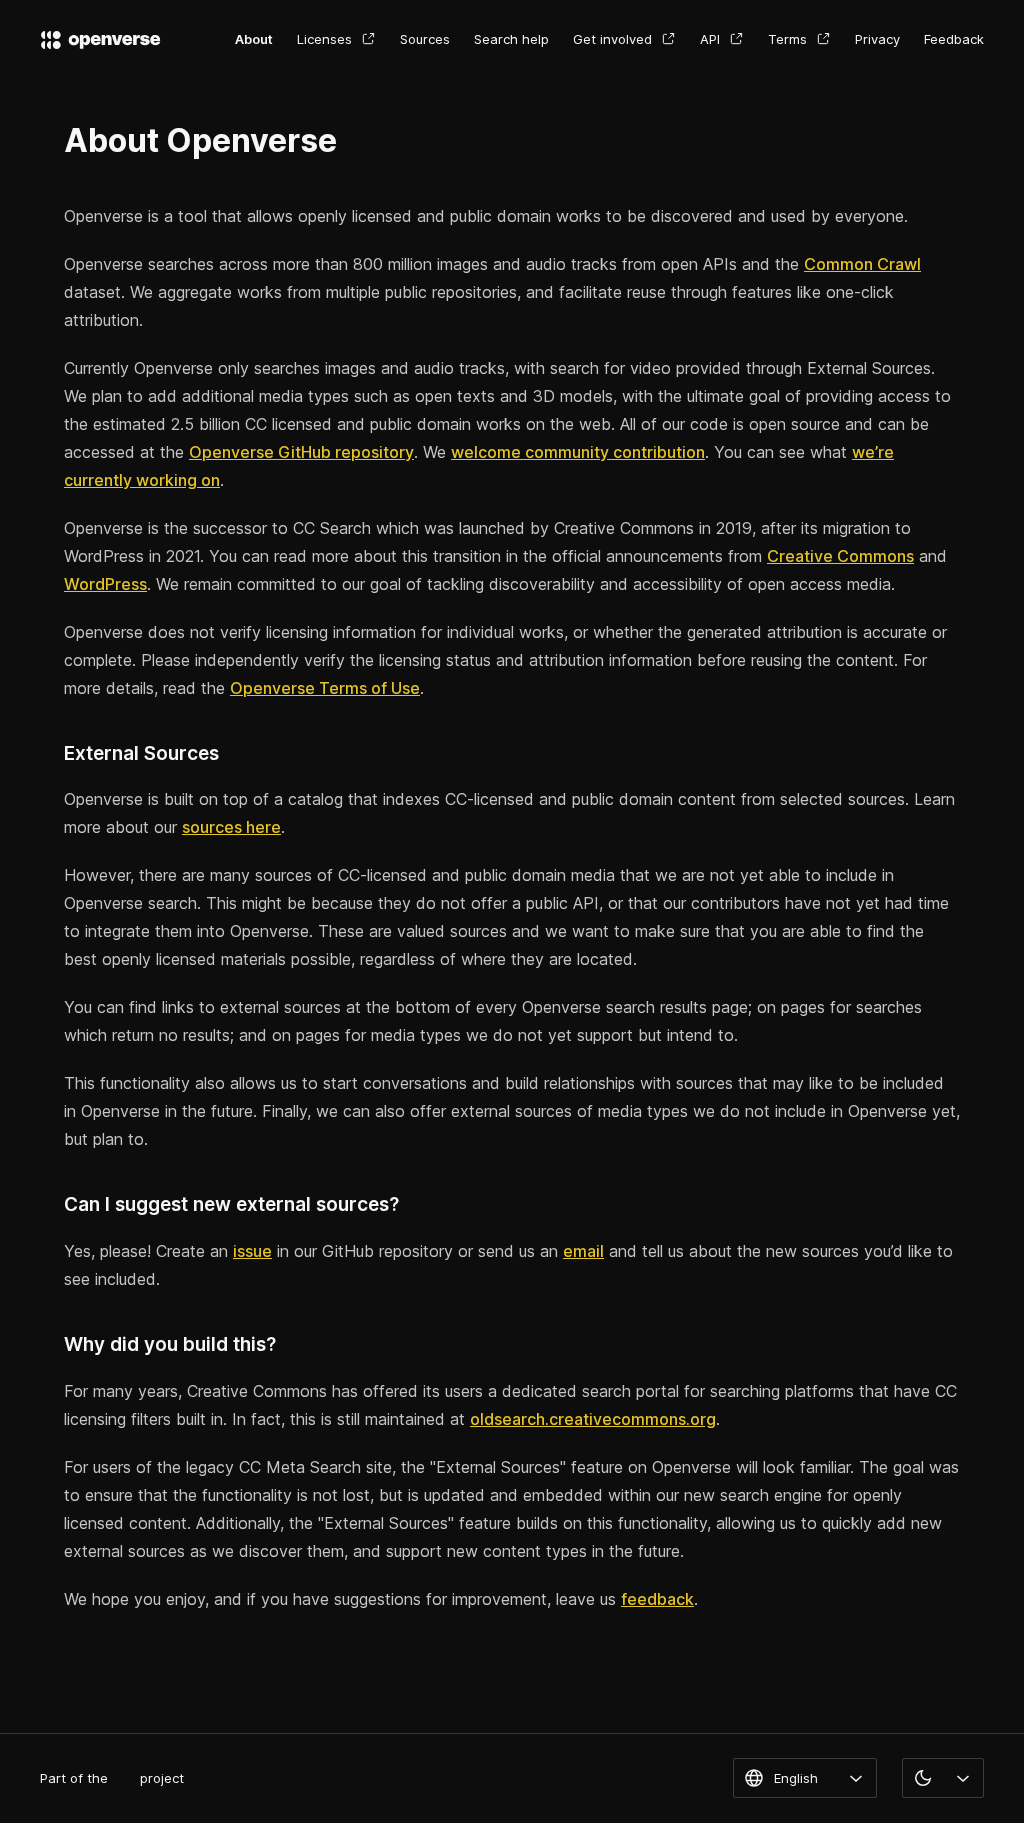 openverse
About
Licenses
Sources
Search help
Get involved
API
Terms
Privacy
Feedback
About Openverse
Openverse is a tool that allows openly licensed and public domain works to be discovered and used by everyone.
Openverse searches across more than 800 million images and audio tracks from open APIs and the Common Crawl
dataset. We aggregate works from multiple public repositories, and facilitate reuse through features like one-click
attribution.
Currently Openverse only searches images and audio tracks, with search for video provided through External Sources.
We plan to add additional media types such as open texts and 3D models, with the ultimate goal of providing access to
the estimated 2.5 billion CC licensed and public domain works on the web. All of our code is open source and can be
accessed at the Openverse GitHub repository. We welcome community contribution. You can see what we’re
currently working on.
Openverse is the successor to CC Search which was launched by Creative Commons in 2019, after its migration to
WordPress in 2021. You can read more about this transition in the official announcements from Creative Commons and
WordPress. We remain committed to our goal of tackling discoverability and accessibility of open access media.
Openverse does not verify licensing information for individual works, or whether the generated attribution is accurate or
complete. Please independently verify the licensing status and attribution information before reusing the content. For
more details, read the Openverse Terms of Use.
External Sources
Openverse is built on top of a catalog that indexes CC-licensed and public domain content from selected sources. Learn
more about our sources here.
However, there are many sources of CC-licensed and public domain media that we are not yet able to include in
Openverse search. This might be because they do not offer a public API, or that our contributors have not yet had time
to integrate them into Openverse. These are valued sources and we want to make sure that you are able to find the
best openly licensed materials possible, regardless of where they are located.
You can find links to external sources at the bottom of every Openverse search results page; on pages for searches
which return no results; and on pages for media types we do not yet support but intend to.
This functionality also allows us to start conversations and build relationships with sources that may like to be included
in Openverse in the future. Finally, we can also offer external sources of media types we do not include in Openverse yet,
but plan to.
Can I suggest new external sources?
Yes, please! Create an issue in our GitHub repository or send us an email and tell us about the new sources you’d like to
see included.
Why did you build this?
For many years, Creative Commons has offered its users a dedicated search portal for searching platforms that have CC
licensing filters built in. In fact, this is still maintained at oldsearch.creativecommons.org.
For users of the legacy CC Meta Search site, the "External Sources" feature on Openverse will look familiar. The goal was
to ensure that the functionality is not lost, but is updated and embedded within our new search engine for openly
licensed content. Additionally, the "External Sources" feature builds on this functionality, allowing us to quickly add new
external sources as we discover them, and support new content types in the future.
We hope you enjoy, and if you have suggestions for improvement, leave us feedback.
Part of the project
English